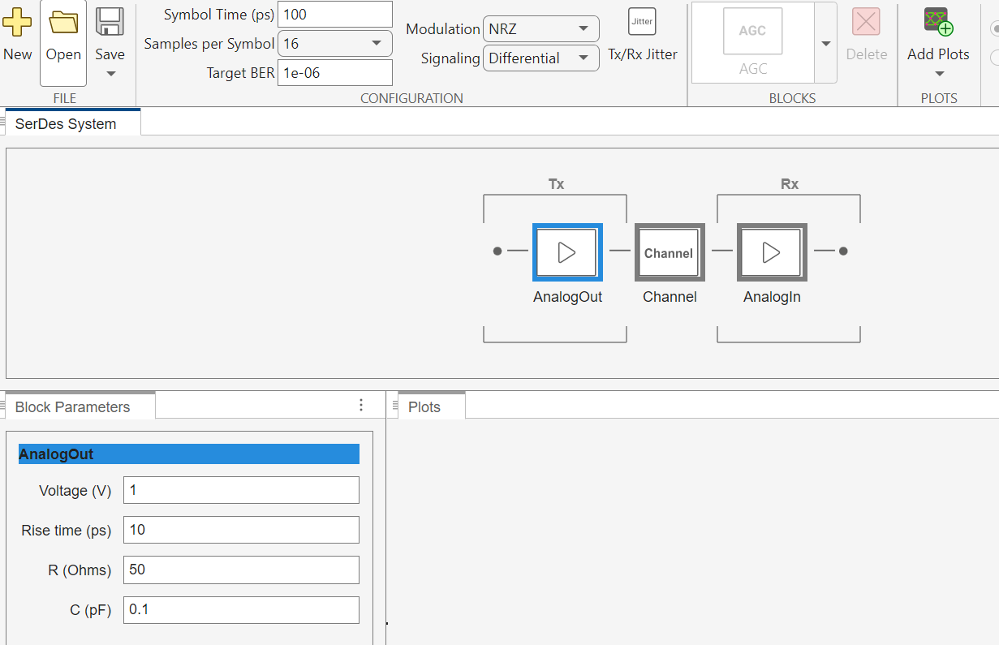 Symbol Time (ps) 100
Samples per Symbol 16
Target BER 1e-06
Modulation NRZ
Signaling Differential
Jitter
Tx/Rx Jitter
AGC
AGC
New
Open
Save
Delete
Add Plots
FILE
CONFIGURATION
BLOCKS
PLOTS
SerDes System
Tx
Rx
Channel
AnalogOut
Channel
AnalogIn
Block Parameters
Plots
AnalogOut
Voltage (V) 1
Rise time (ps) 10
R (Ohms) 50
C (pF) 0.1